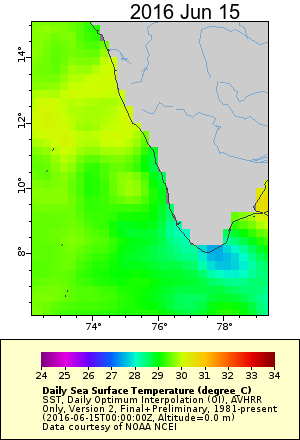 2016 Jun 15
14°
12°
10°
8°
74° 76° 78°
24 25 26 27 28 29 30 31 32 33 34
Daily Sea Surface Temperature (degree_C)
SST, Daily Optimum Interpolation (OI), AVHRR
Only, Version 2, Final+Preliminary, 1981-present
(2016-06-15T00:00:00Z, Altitude=0.0 m)
Data courtesy of NOAA NCEI